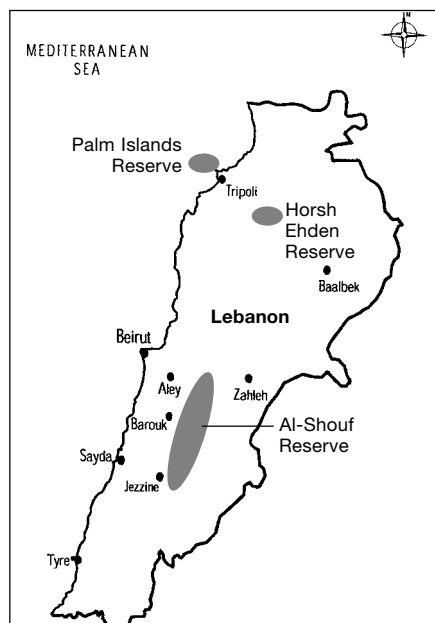 MEDITERRANEAN
SEA
Palm Islands
Reserve
Tripoli
Horsh
Ehden
Reserve
Baalbek
Lebanon
Beirut
Aley
Zahleh
Barouk
Al-Shouf
Reserve
Sayda
Jezzine
Tyre